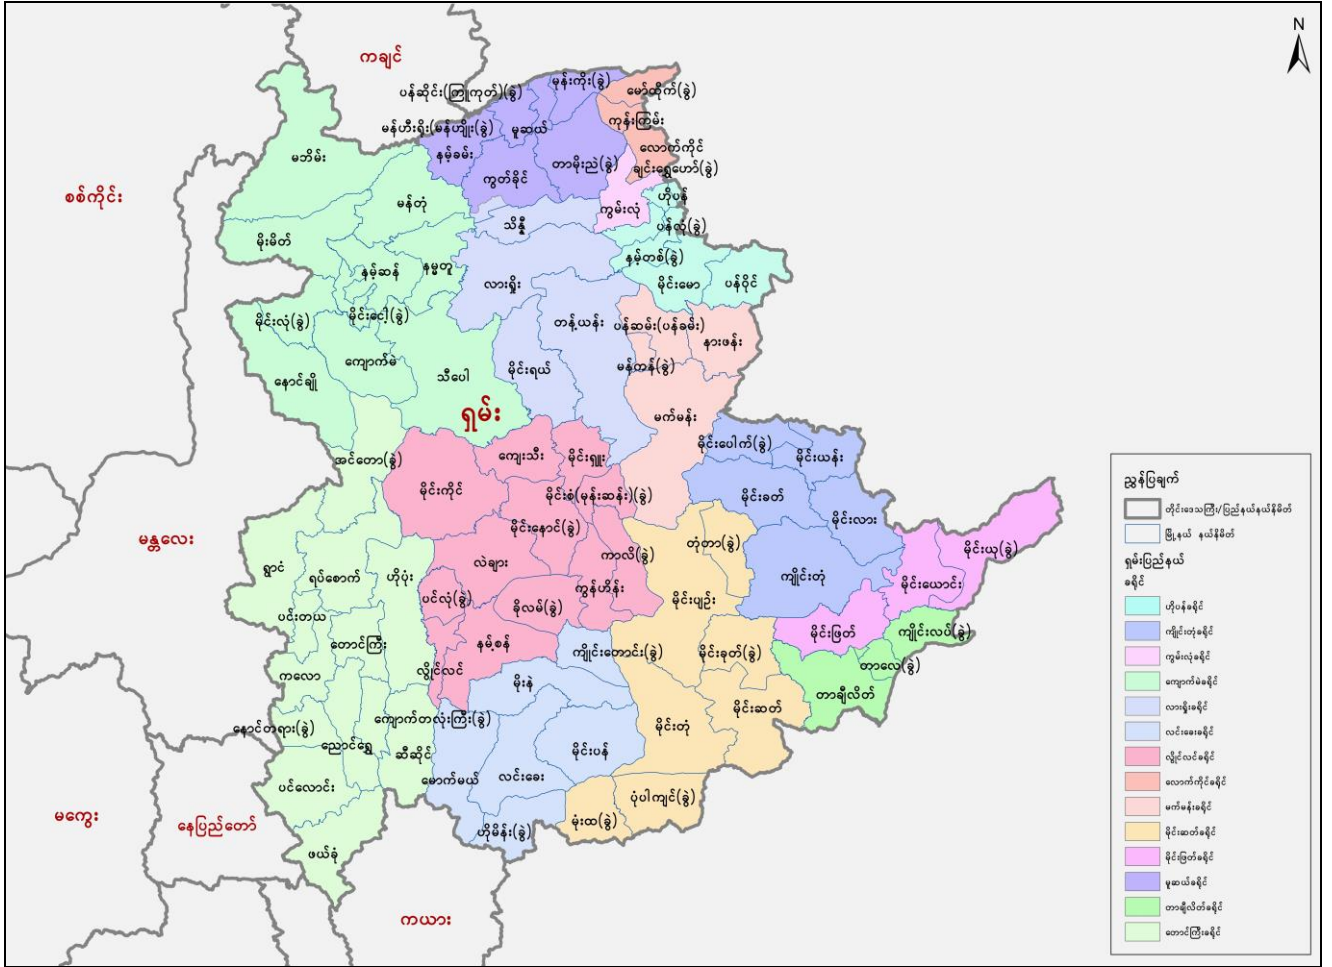 N
ကချင်
မုန်းကိုး(ခွဲ)
ပန်ဆိုင်း(ကြူကုတ်)(ခွဲ)
မော်ထိုက်(ခွဲ)
မန်ဟီးရိုး(မန်ဟျိုး)(ခွဲ)
မူဆယ်
ကုန်းကြမ်း
လောက်ကိုင်
မဘိမ်း
နမ့်ခမ်း
တာမိုးညဲ(ခွဲ)
ချင်းရွှေဟော်(ခွဲ)
ကွတ်ခိုင်
စစ်ကိုင်း
မန်တုံ
ဟိုပန်
ကွမ်းလုံ
သိန္နီ
ပန်လုံ(ခွဲ)
မိုးမိတ်
နမ့်ဆန်
နမ္မတူ
နမ့်တစ်(ခွဲ)
လားရှိုး
မိုင်းမော
ပန်ဝိုင်
မိုင်းလုံ(ခွဲ)
မိုင်းငေါ့(ခွဲ)
တန့်ယန်း
ပန်ဆမ်း(ပန်ခမ်း)
နားဖန်း
ကျောက်မဲ
မိုင်းရယ်
မန်ကန်(ခွဲ)
နောင်ချို
သီပေါ
ရှမ်း
မက်မန်း
မိုင်းပေါက်(ခွဲ)
အင်တော(ခွဲ)
ကျေးသီး
မိုင်းရှူး
မိုင်းယန်း
မိုင်းကိုင်
မိုင်းစံ(မုန်းဆန်း)(ခွဲ)
မိုင်းခတ်
မိုင်းလား
မန္တလေး
မိုင်းနောင်(ခွဲ)
ကာလိ(ခွဲ)
တုံတာ(ခွဲ)
မိုင်းယု(ခွဲ)
ရွာငံ
ရပ်စောက်
ဟိုပုံး
လဲချား
ကျိုင်းတုံ
မိုင်းယောင်း
ပင်လုံ(ခွဲ)
ခိုလမ်(ခွဲ)
ကွန်ဟိန်း
မိုင်းပျဉ်း
ပင်းတယ
တောင်ကြီး
နမ့်စန်
မိုင်းဖြတ်
ကျိုင်းလပ်(ခွဲ)
ကျိုင်းတောင်း(ခွဲ)
မိုင်းခုတ်(ခွဲ)
ကလော
လွိုင်လင်
မိုးနဲ
တာလေ(ခွဲ)
တာချီလိတ်
မိုင်းဆတ်
နောင်တရား(ခွဲ)
ကျောက်တလုံးကြီး(ခွဲ)
မိုင်းတုံ
ညောင်ရွှေ
ဆီဆိုင်
မိုင်းပန်
ပင်လောင်း
မောက်မယ်
လင်းခေး
ပုံပါကျင်(ခွဲ)
မကွေး
နေပြည်တော်
မုံးထ(ခွဲ)
ဟိုမိန်း(ခွဲ)
ဖယ်ခုံ
ကယား
ညွှန်ပြချက်
တိုင်းဒေသကြီး/ပြည်နယ်နယ်နိမိတ်
မြို့နယ် နယ်နိမိတ်
ရှမ်းပြည်နယ်
ခရိုင်
ဟိုပန်ခရိုင်
ကျိုင်းတုံခရိုင်
ကွမ်းလုံခရိုင်
ကျောက်မဲခရိုင်
လားရှိုးခရိုင်
လင်းခေးခရိုင်
လွိုင်လင်ခရိုင်
လောက်ကိုင်ခရိုင်
မက်မန်းခရိုင်
မိုင်းဆတ်ခရိုင်
မိုင်းဖြတ်ခရိုင်
မူဆယ်ခရိုင်
တာချီလိတ်ခရိုင်
တောင်ကြီးခရိုင်